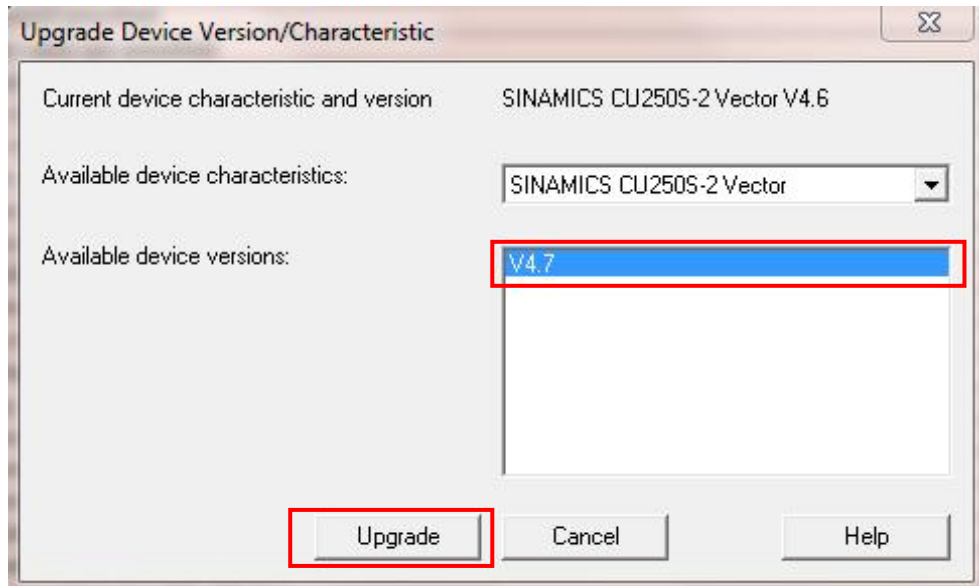 Upgrade Device Version/Characteristic
Current device characteristic and version SINAMICS CU250S-2 Vector V4.6
Available device characteristics: SINAMICS CU250S-2 Vector
Available device versions: V4.7
Upgrade Cancel Help